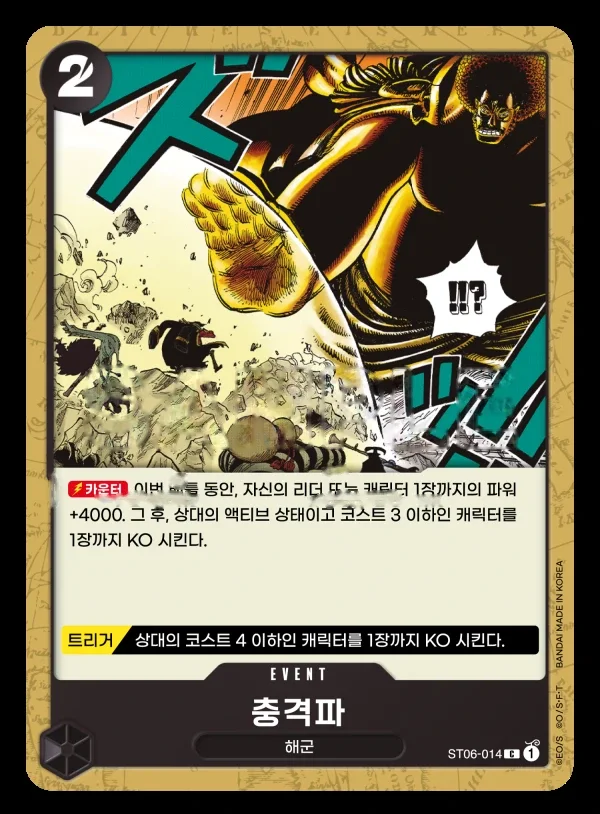 2
ズ
!!?
카운터 이번 배틀 동안, 자신의 리더 또는 캐릭터 1장까지의 파워
+4000. 그 후, 상대의 액티브 상태이고 코스트 3 이하인 캐릭터를
1장까지 KO 시킨다.
트리거 상대의 코스트 4 이하인 캐릭터를 1장까지 KO 시킨다.
EVENT
충격파
해군
ST06-014 C 1
©E.O/S. ©O/S·F·T BANDAI MADE IN KOREA